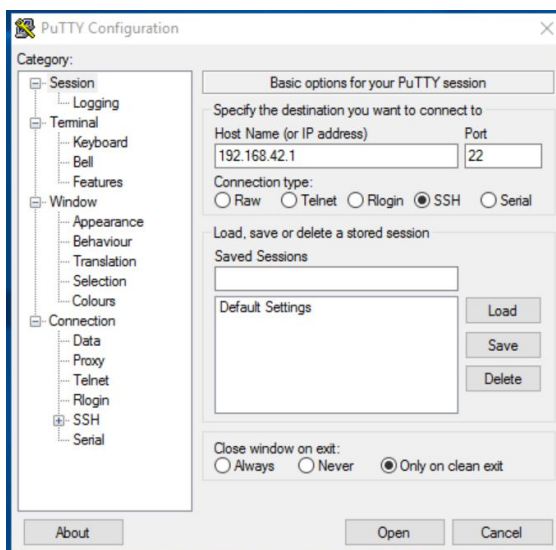 PuTTY Configuration
Category:
Session
Logging
Terminal
Keyboard
Bell
Features
Window
Appearance
Behaviour
Translation
Selection
Colours
Connection
Data
Proxy
Telnet
Rlogin
SSH
Serial
Basic options for your PuTTY session
Specify the destination you want to connect to
Host Name (or IP address) Port
192.168.42.1 22
Connection type:
Raw Telnet Rlogin SSH Serial
Load, save or delete a stored session
Saved Sessions
Default Settings
Load
Save
Delete
Close window on exit:
Always Never Only on clean exit
About Open Cancel